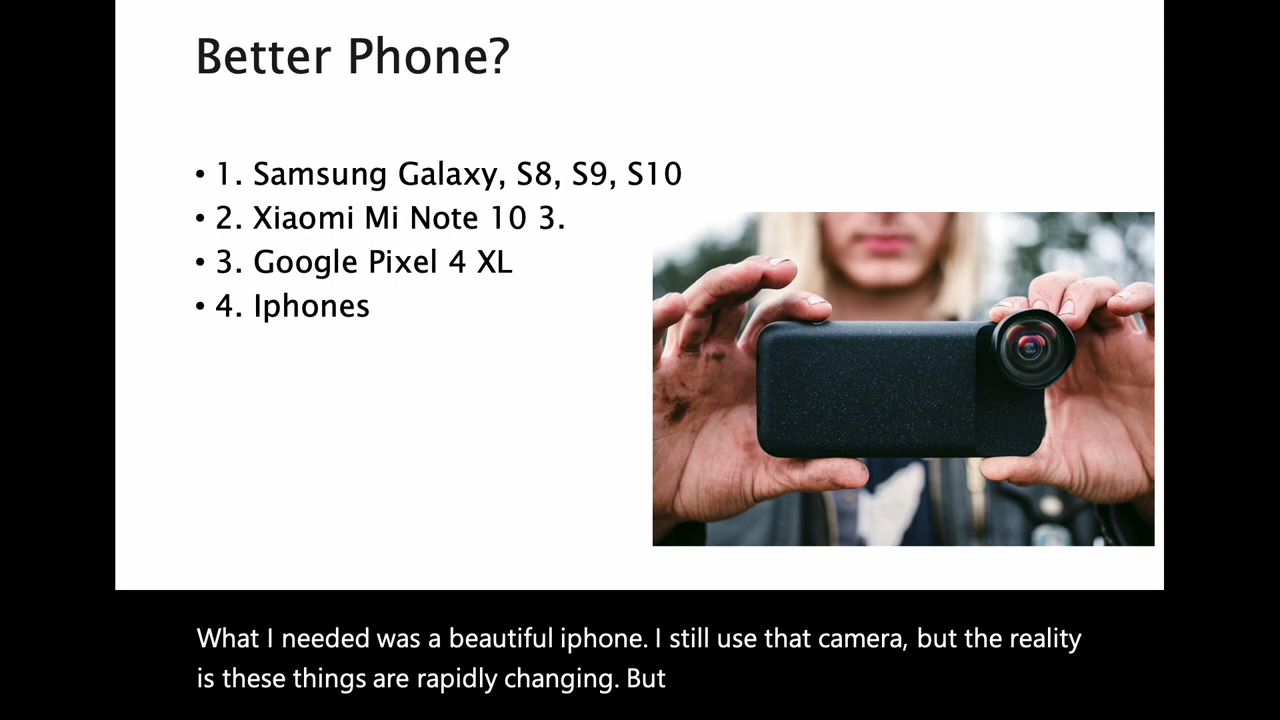 Better Phone?
• 1. Samsung Galaxy, S8, S9, S10
• 2. Xiaomi Mi Note 10 3.
• 3. Google Pixel 4 XL
• 4. Iphones
What I needed was a beautiful iphone. I still use that camera, but the reality
is these things are rapidly changing. But